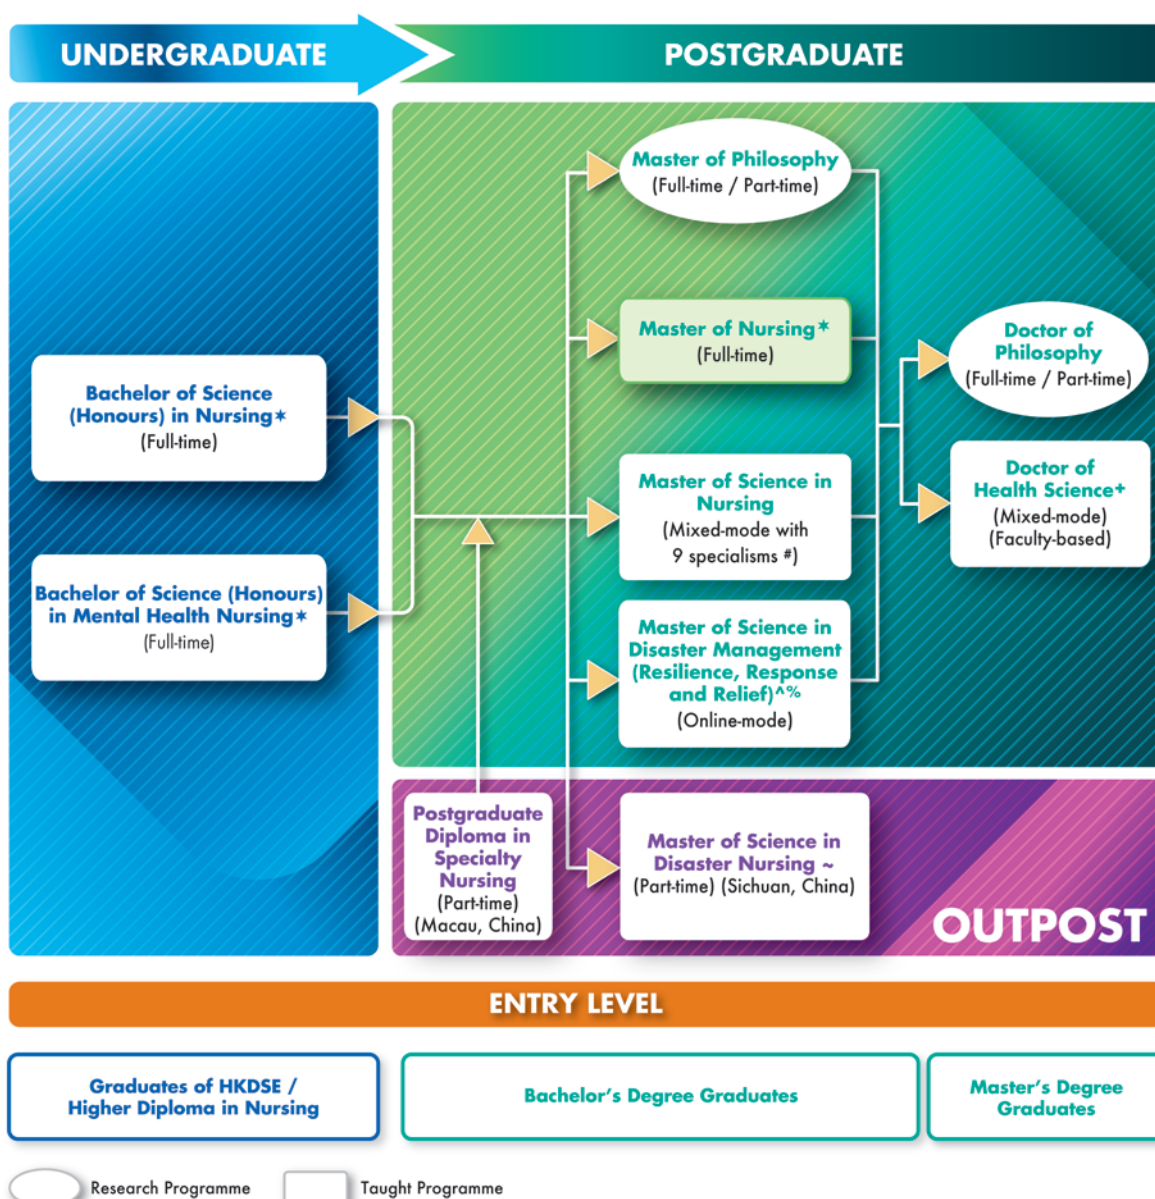 UNDERGRADUATE
POSTGRADUATE
Bachelor of Science
(Honours) in Nursing✶
(Full-time)
Bachelor of Science (Honours)
in Mental Health Nursing✶
(Full-time)
Master of Philosophy
(Full-time / Part-time)
Master of Nursing✶
(Full-time)
Master of Science in
Nursing
(Mixed-mode with
9 specialisms #)
Master of Science in
Disaster Management
(Resilience, Response
and Relief)^%
(Online-mode)
Doctor of
Philosophy
(Full-time / Part-time)
Doctor of
Health Science+
(Mixed-mode)
(Faculty-based)
Postgraduate
Diploma in
Specialty
Nursing
(Part-time)
(Macau, China)
Master of Science in
Disaster Nursing ~
(Part-time) (Sichuan, China)
OUTPOST
ENTRY LEVEL
Graduates of HKDSE /
Higher Diploma in Nursing
Bachelor's Degree Graduates
Master's Degree
Graduates
Research Programme
Taught Programme